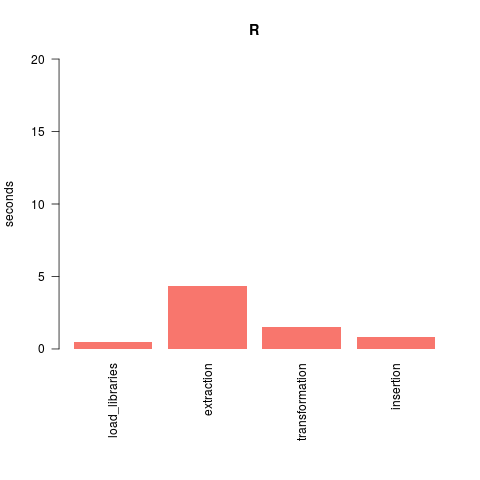 R
20
15
10
5
0
seconds
load_libraries
extraction
transformation
insertion